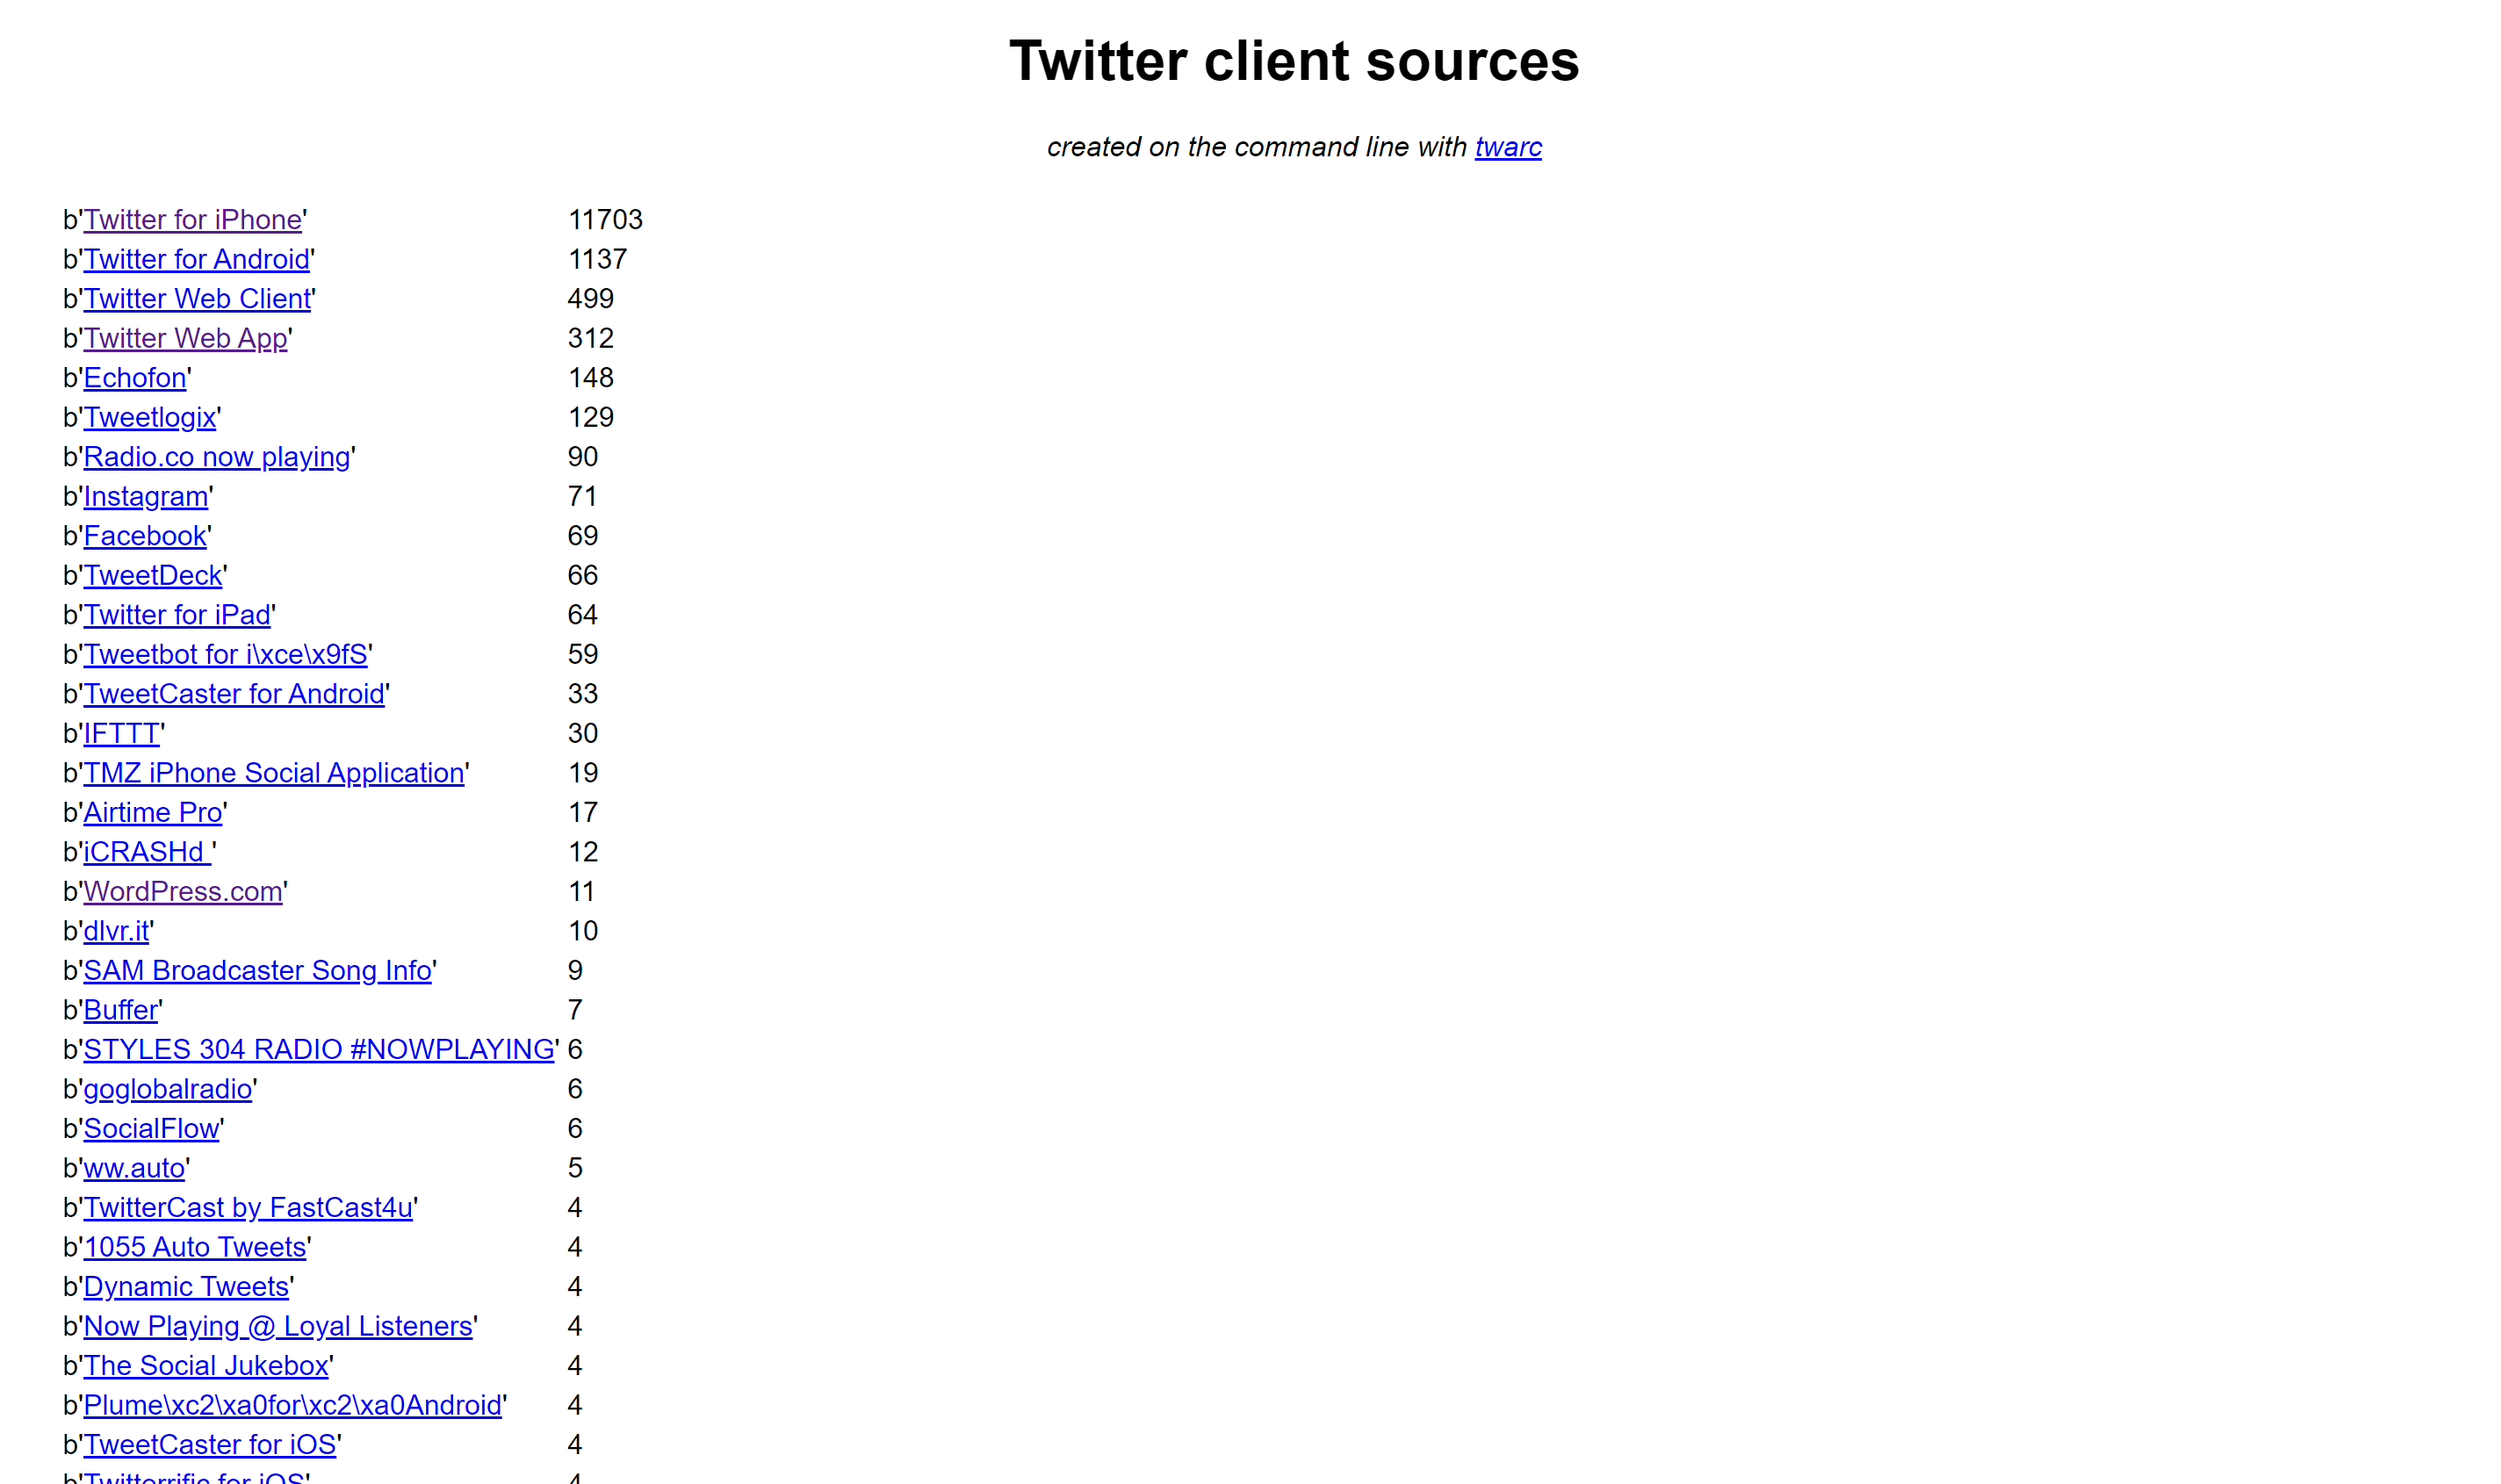 Twitter client sources
created on the command line with twarc
b'Twitter for iPhone' 11703
b'Twitter for Android' 1137
b'Twitter Web Client' 499
b'Twitter Web App' 312
b'Echofon' 148
b'Tweetlogix' 129
b'Radio.co now playing' 90
b'Instagram' 71
b'Facebook' 69
b'TweetDeck' 66
b'Twitter for iPad' 64
b'Tweetbot for i\xce\x9fS' 59
b'TweetCaster for Android' 33
b'IFTTT' 30
b'TMZ iPhone Social Application' 19
b'Airtime Pro' 17
b'iCRASHd ' 12
b'WordPress.com' 11
b'dlvr.it' 10
b'SAM Broadcaster Song Info' 9
b'Buffer' 7
b'STYLES 304 RADIO #NOWPLAYING' 6
b'goglobalradio' 6
b'SocialFlow' 6
b'ww.auto' 5
b'TwitterCast by FastCast4u' 4
b'1055 Auto Tweets' 4
b'Dynamic Tweets' 4
b'Now Playing @ Loyal Listeners' 4
b'The Social Jukebox' 4
b'Plume\xc2\xa0for\xc2\xa0Android' 4
b'TweetCaster for iOS' 4
b'Twitterrific for iOS' 4